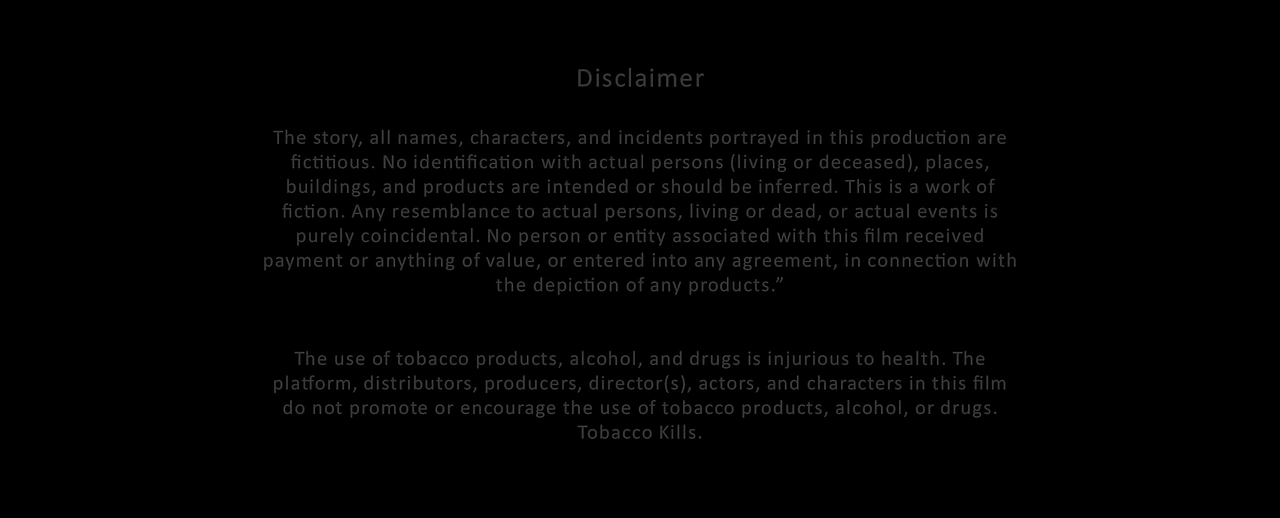 Disclaimer
The story, all names, characters, and incidents portrayed in this production are
fictitious. No identification with actual persons (living or deceased), places,
buildings, and products are intended or should be inferred. This is a work of
fiction. Any resemblance to actual persons, living or dead, or actual events is
purely coincidental. No person or entity associated with this film received
payment or anything of value, or entered into any agreement, in connection with
the depiction of any products.”
The use of tobacco products, alcohol, and drugs is injurious to health. The
platform, distributors, producers, director(s), actors, and characters in this film
do not promote or encourage the use of tobacco products, alcohol, or drugs.
Tobacco Kills.